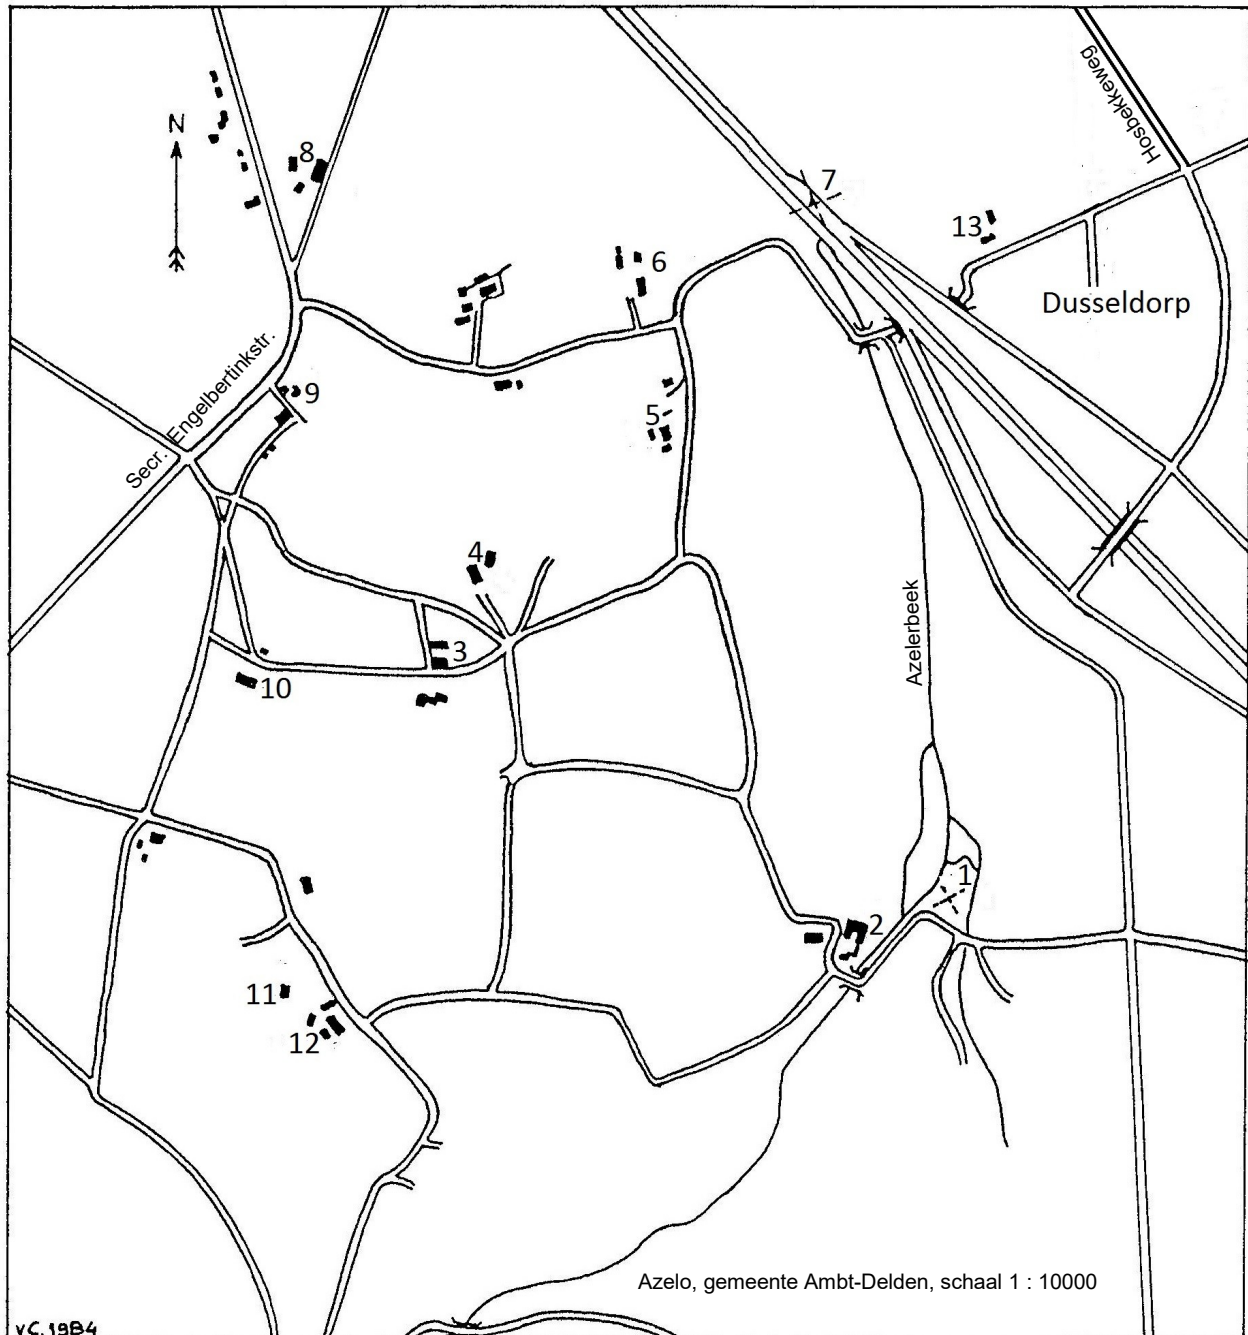 Hosbekkeweg
N
8
7
13
6
Dusseldorp
Secr. Engelbertinkstr.
9
5
4
Azelerbeek
3
10
1
2
11
12
Azelo, gemeente Ambt-Delden, schaal 1 : 10000
v C. 1984